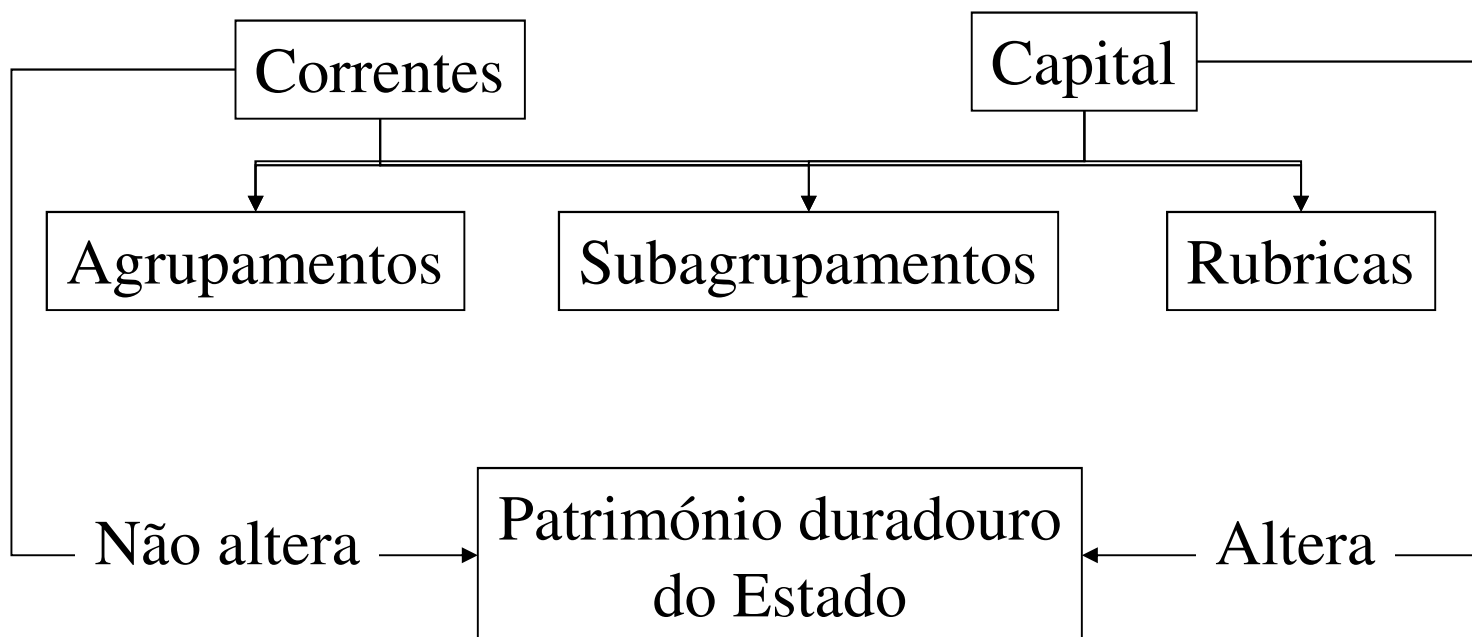 Correntes
Capital
Agrupamentos
Subagrupamentos
Rubricas
Não altera
Património duradouro
do Estado
Altera